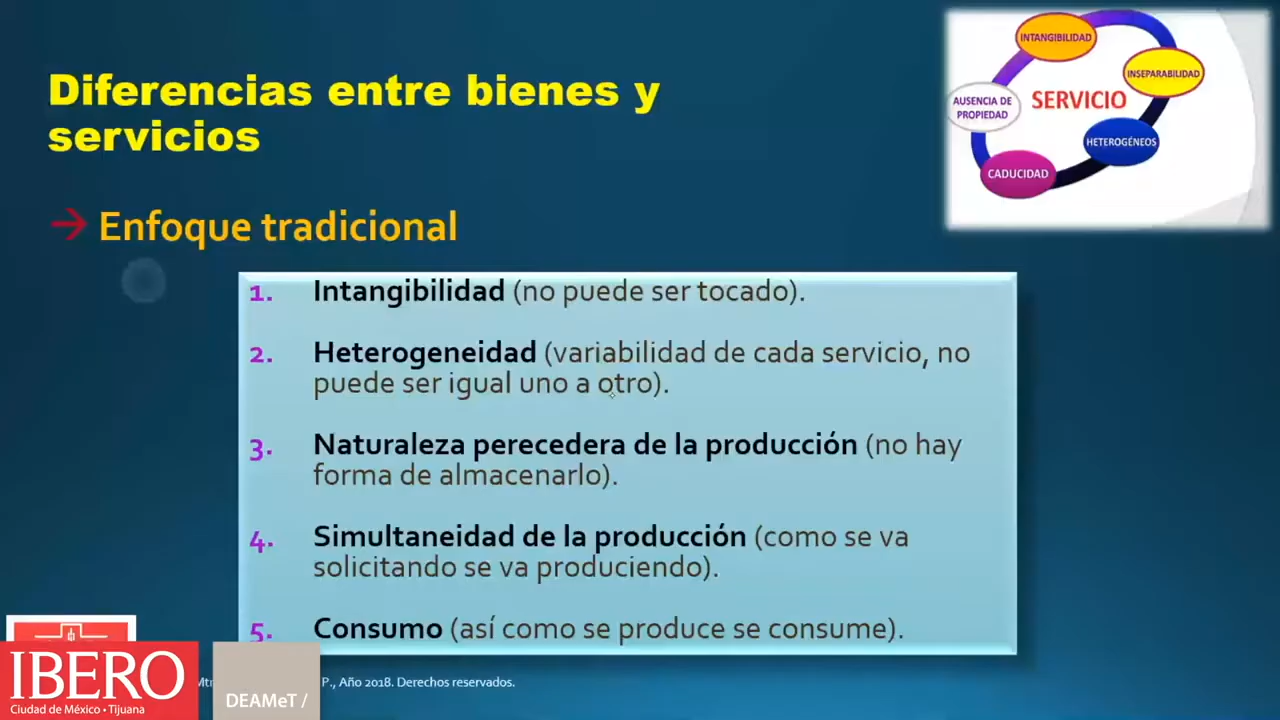 Diferencias entre bienes y
servicios
INTANGIBILIDAD
INSEPARABILIDAD
AUSENCIA DE
PROPIEDAD
SERVICIO
HETEROGÉNEOS
CADUCIDAD
→ Enfoque tradicional
1. Intangibilidad (no puede ser tocado).
2. Heterogeneidad (variabilidad de cada servicio, no
puede ser igual uno a otro).
3. Naturaleza perecedera de la producción (no hay
forma de almacenarlo).
4. Simultaneidad de la producción (como se va
solicitando se va produciendo).
5. Consumo (así como se produce se consume).
P., Año 2018. Derechos reservados.
IBERO
Ciudad de México • Tijuana
DEAMeT /